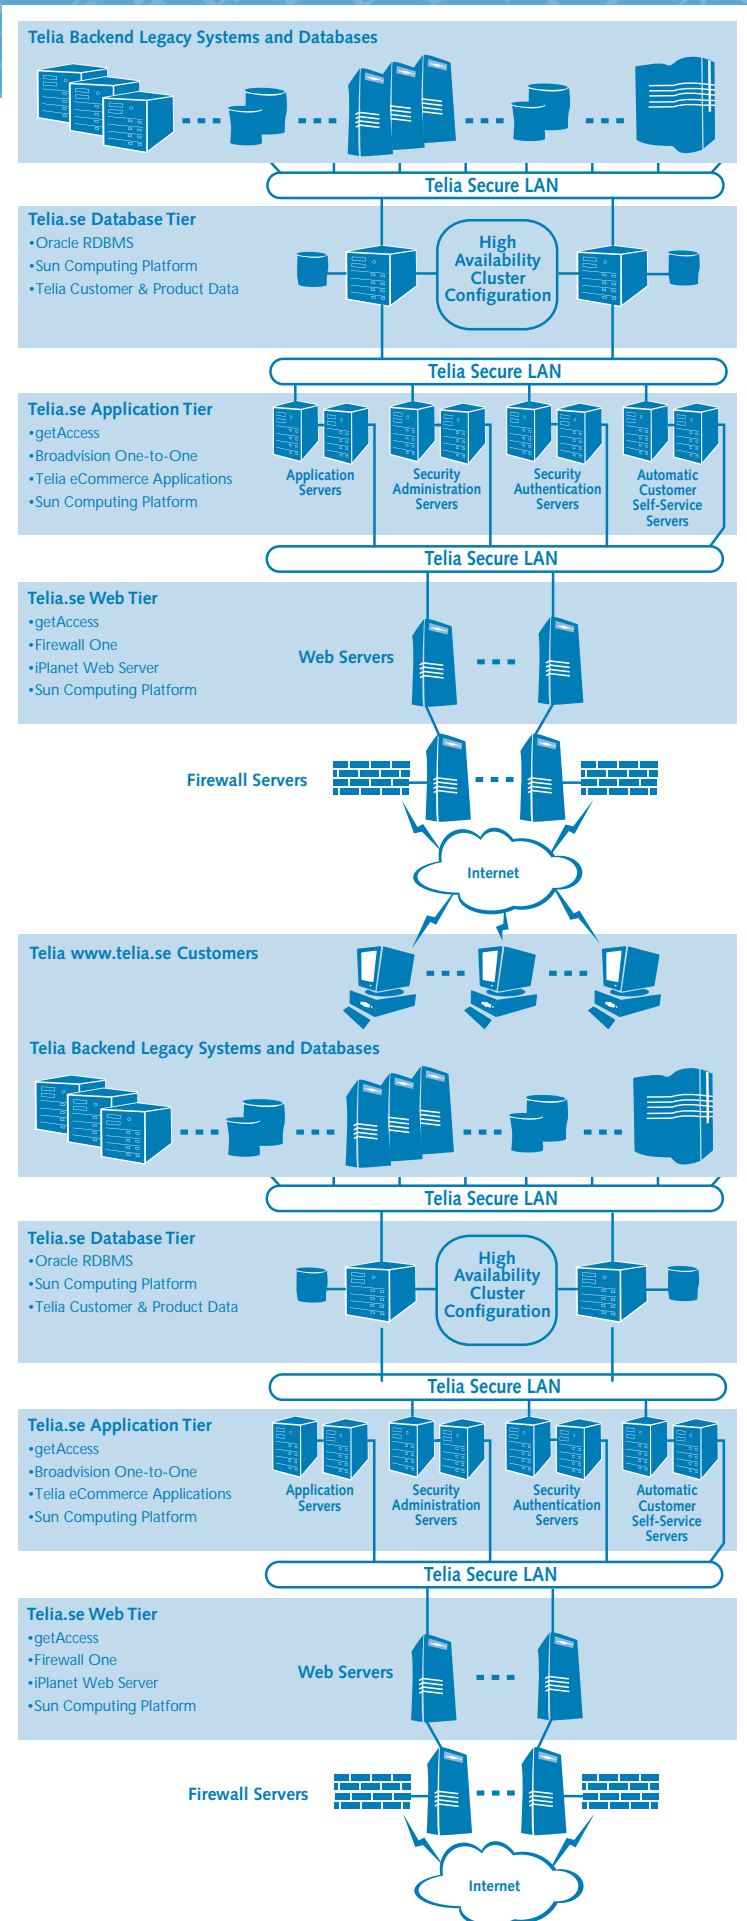 Telia Backend Legacy Systems and Databases
Telia Secure LAN
Telia.se Database Tier
•Oracle RDBMS
•Sun Computing Platform
•Telia Customer & Product Data
High
Availability
Cluster
Configuration
Telia Secure LAN
Telia.se Application Tier
•getAccess
•Broadvision One-to-One
•Telia eCommerce Applications
•Sun Computing Platform
Application
Servers
Security
Administration
Servers
Security
Authentication
Servers
Automatic
Customer
Self-Service
Servers
Telia Secure LAN
Telia.se Web Tier
•getAccess
•Firewall One
•iPlanet Web Server
•Sun Computing Platform
Web Servers
Firewall Servers
Internet
Telia www.telia.se Customers
Telia Backend Legacy Systems and Databases
Telia Secure LAN
Telia.se Database Tier
•Oracle RDBMS
•Sun Computing Platform
•Telia Customer & Product Data
High
Availability
Cluster
Configuration
Telia Secure LAN
Telia.se Application Tier
•getAccess
•Broadvision One-to-One
•Telia eCommerce Applications
•Sun Computing Platform
Application
Servers
Security
Administration
Servers
Security
Authentication
Servers
Automatic
Customer
Self-Service
Servers
Telia Secure LAN
Telia.se Web Tier
•getAccess
•Firewall One
•iPlanet Web Server
•Sun Computing Platform
Web Servers
Firewall Servers
Internet